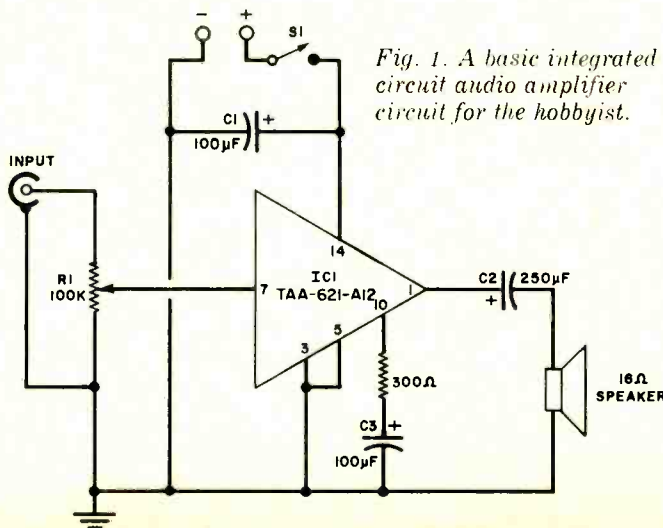 - +
S1
Fig. 1. A basic integrated
circuit audio amplifier
circuit for the hobbyist.
C1 +
100µF
INPUT
14
R1
100K
7
IC1
TAA-621-A12
1
10
5
3
C2
+
250µF
300Ω
C3 +
100µF
16Ω
SPEAKER